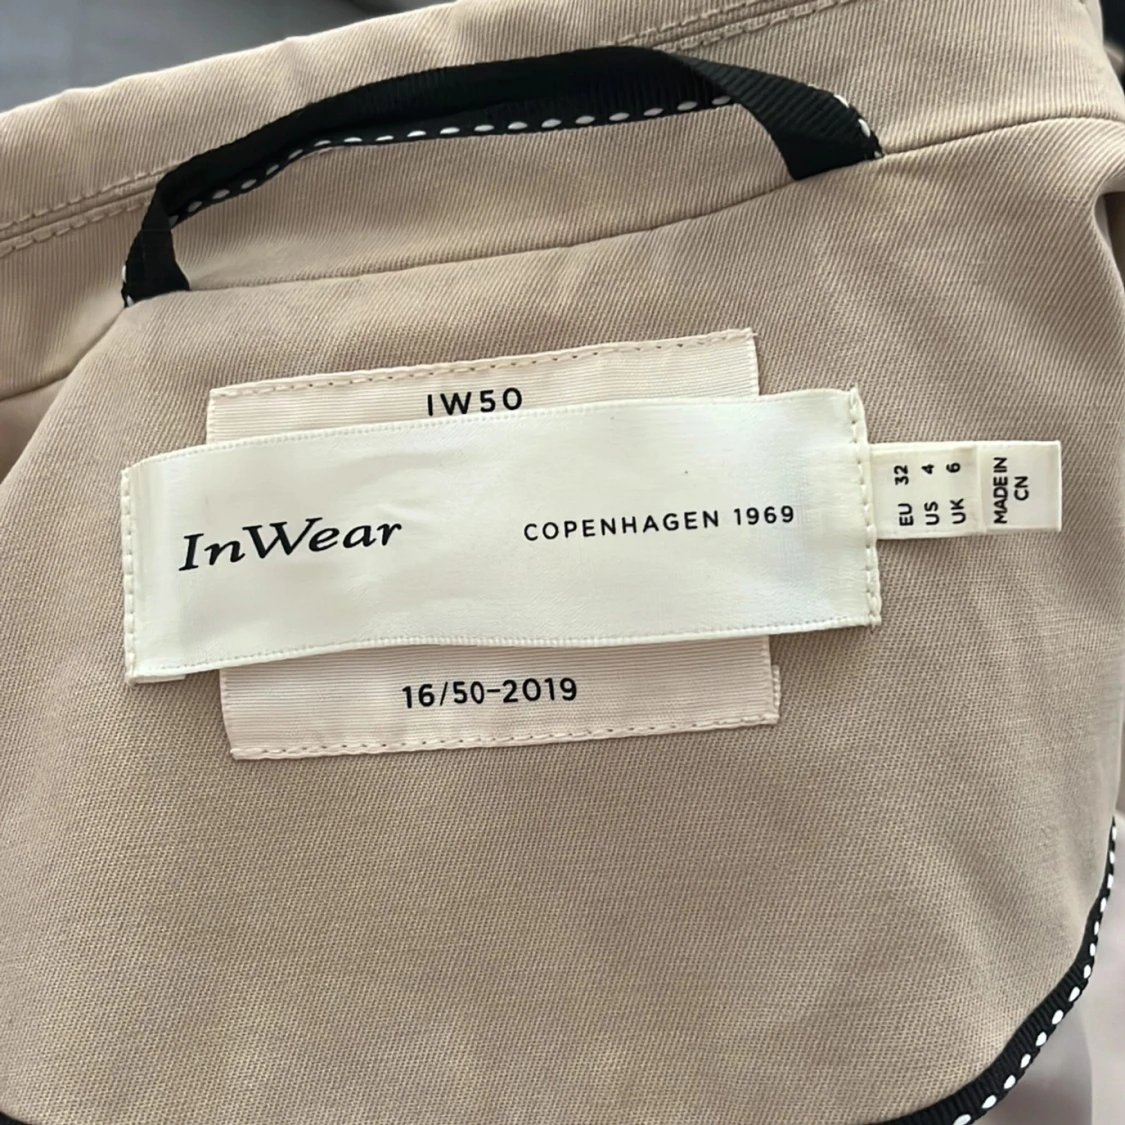 IW50
InWear COPENHAGEN 1969
16/50-2019
EU 32
US 4
UK 6
MADE IN
CN